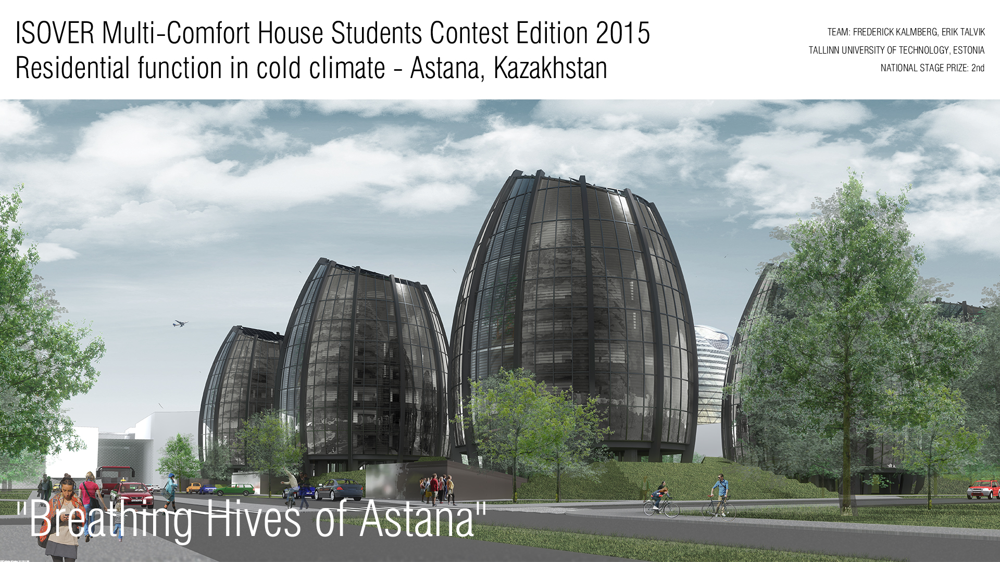 ISOVER Multi-Comfort House Students Contest Edition 2015
Residential function in cold climate - Astana, Kazakhstan
TEAM: FREDERICK KALMBERG, ERIK TALVIK
TALLINN UNIVERSITY OF TECHNOLOGY, ESTONIA
NATIONAL STAGE PRIZE: 2nd
"Breathing Hives of Astana"